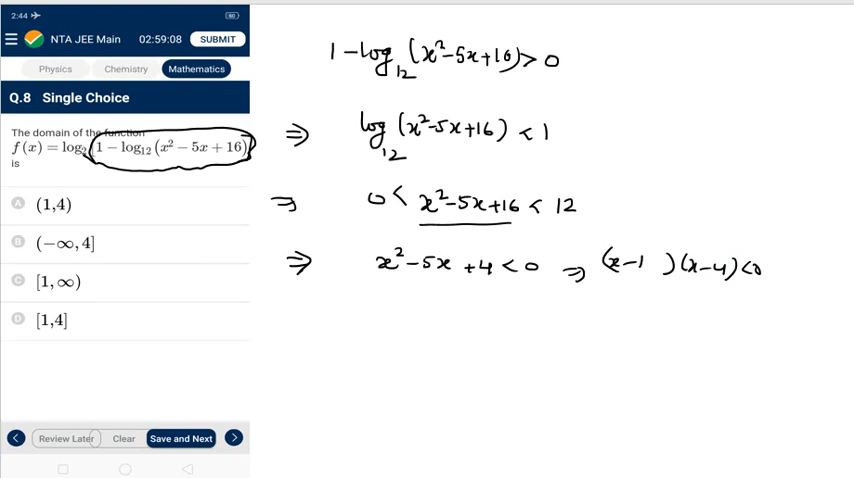 2:44
60
NTA JEE Main 02:59:08 SUBMIT
Physics Chemistry Mathematics
Q.8 Single Choice
The domain of the function
f(x) = log₂(1 − log₁₂(x² − 5x + 16))
is
A (1,4)
B (−∞, 4]
C [1, ∞)
D [1,4]
Review Later Clear Save and Next
1 - log₁₂(x²-5x+16) > 0
⇒ log₁₂(x²-5x+16) < 1
⇒ 0 < x²-5x+16 < 12
⇒ x²-5x+4 < 0 ⇒ (x-1)(x-4) < 0